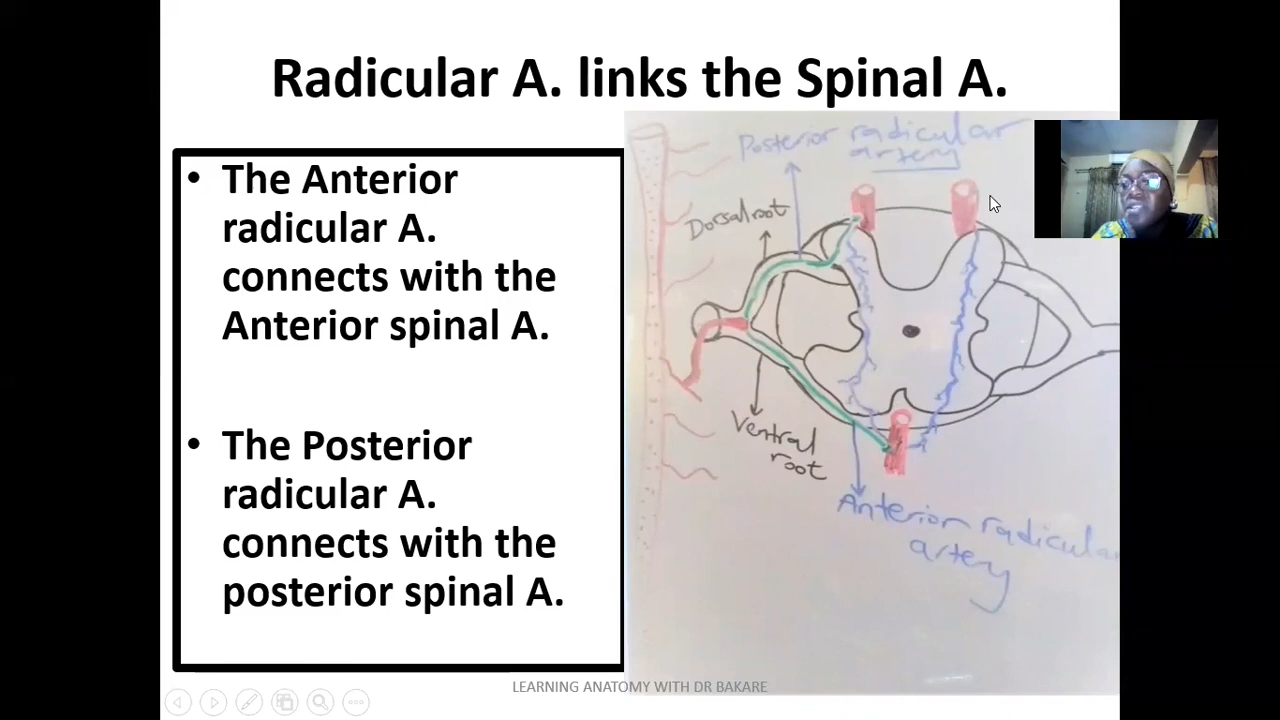 Radicular A. links the Spinal A.
• The Anterior
radicular A.
connects with the
Anterior spinal A.
• The Posterior
radicular A.
connects with the
posterior spinal A.
Posterior radicular
artery
Dorsal root
Ventral
root
Anterior radicular
artery
LEARNING ANATOMY WITH DR BAKARE